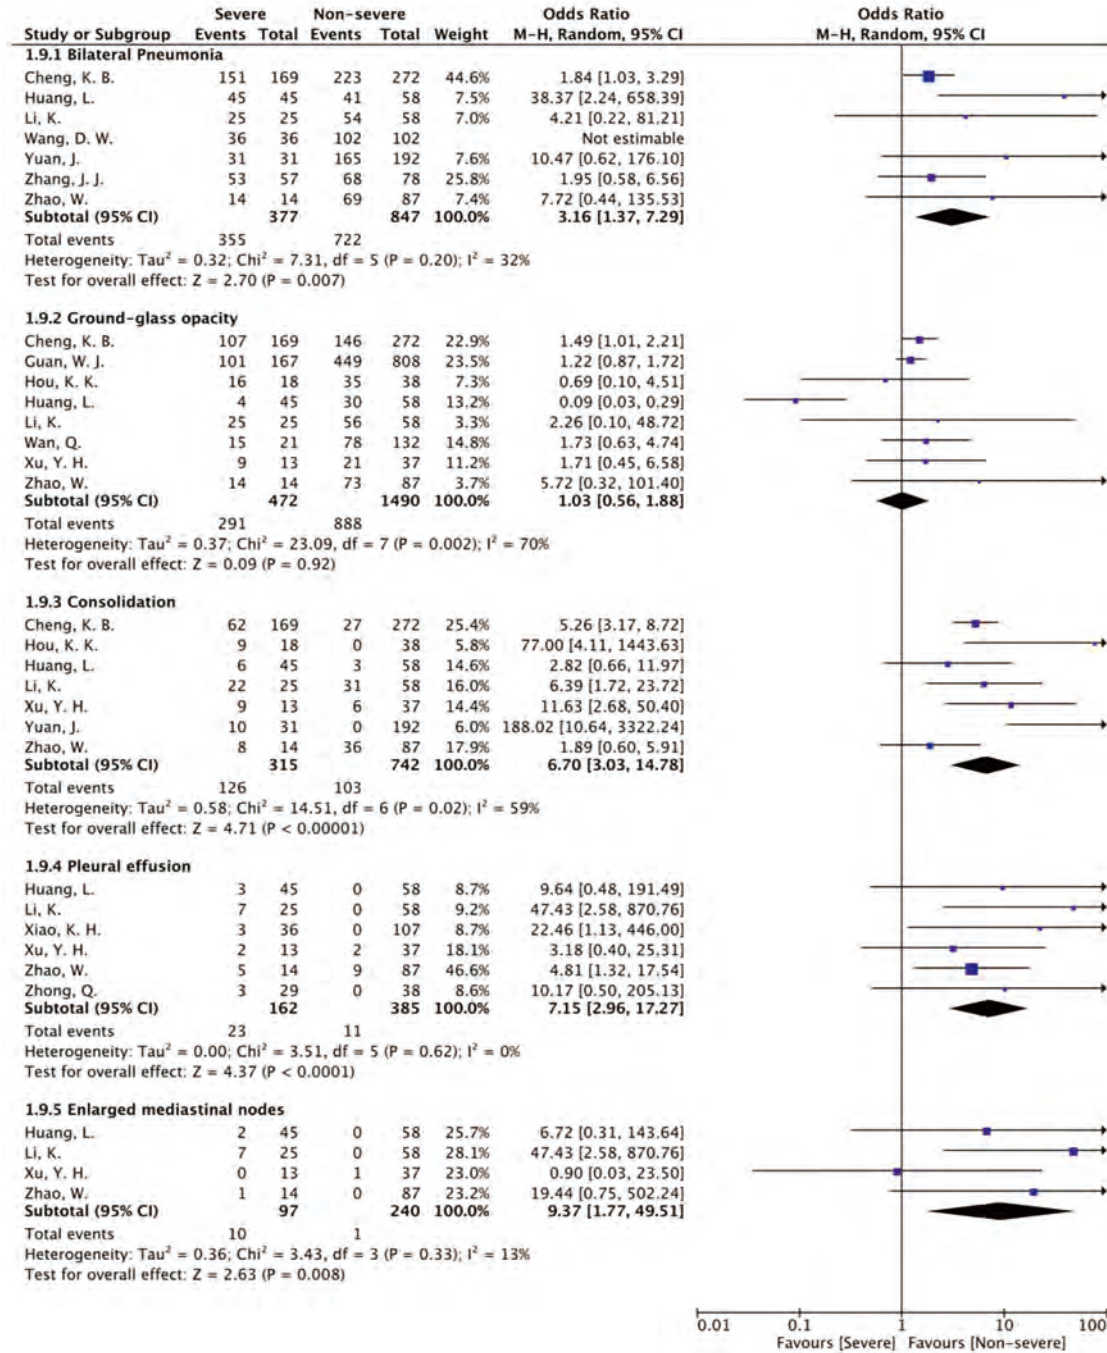 Severe Non-severe Odds Ratio Odds Ratio
Study or Subgroup Events Total Events Total Weight M-H, Random, 95% CI M-H, Random, 95% CI
1.9.1 Bilateral Pneumonia
Cheng, K. B. 151 169 223 272 44.6% 1.84 [1.03, 3.29]
Huang, L. 45 45 41 58 7.5% 38.37 [2.24, 658.39]
Li, K. 25 25 54 58 7.0% 4.21 [0.22, 81.21]
Wang, D. W. 36 36 102 102 Not estimable
Yuan, J. 31 31 165 192 7.6% 10.47 [0.62, 176.10]
Zhang, J. J. 53 57 68 78 25.8% 1.95 [0.58, 6.56]
Zhao, W. 14 14 69 87 7.4% 7.72 [0.44, 135.53]
Subtotal (95% CI) 377 847 100.0% 3.16 [1.37, 7.29]
Total events 355 722
Heterogeneity: Tau² = 0.32; Chi² = 7.31, df = 5 (P = 0.20); I² = 32%
Test for overall effect: Z = 2.70 (P = 0.007)
1.9.2 Ground-glass opacity
Cheng, K. B. 107 169 146 272 22.9% 1.49 [1.01, 2.21]
Guan, W. J. 101 167 449 808 23.5% 1.22 [0.87, 1.72]
Hou, K. K. 16 18 35 38 7.3% 0.69 [0.10, 4.51]
Huang, L. 4 45 30 58 13.2% 0.09 [0.03, 0.29]
Li, K. 25 25 56 58 3.3% 2.26 [0.10, 48.72]
Wan, Q. 15 21 78 132 14.8% 1.73 [0.63, 4.74]
Xu, Y. H. 9 13 21 37 11.2% 1.71 [0.45, 6.58]
Zhao, W. 14 14 73 87 3.7% 5.72 [0.32, 101.40]
Subtotal (95% CI) 472 1490 100.0% 1.03 [0.56, 1.88]
Total events 291 888
Heterogeneity: Tau² = 0.37; Chi² = 23.09, df = 7 (P = 0.002); I² = 70%
Test for overall effect: Z = 0.09 (P = 0.92)
1.9.3 Consolidation
Cheng, K. B. 62 169 27 272 25.4% 5.26 [3.17, 8.72]
Hou, K. K. 9 18 0 38 5.8% 77.00 [4.11, 1443.63]
Huang, L. 6 45 3 58 14.6% 2.82 [0.66, 11.97]
Li, K. 22 25 31 58 16.0% 6.39 [1.72, 23.72]
Xu, Y. H. 9 13 6 37 14.4% 11.63 [2.68, 50.40]
Yuan, J. 10 31 0 192 6.0% 188.02 [10.64, 3322.24]
Zhao, W. 8 14 36 87 17.9% 1.89 [0.60, 5.91]
Subtotal (95% CI) 315 742 100.0% 6.70 [3.03, 14.78]
Total events 126 103
Heterogeneity: Tau² = 0.58; Chi² = 14.51, df = 6 (P = 0.02); I² = 59%
Test for overall effect: Z = 4.71 (P < 0.00001)
1.9.4 Pleural effusion
Huang, L. 3 45 0 58 8.7% 9.64 [0.48, 191.49]
Li, K. 7 25 0 58 9.2% 47.43 [2.58, 870.76]
Xiao, K. H. 3 36 0 107 8.7% 22.46 [1.13, 446.00]
Xu, Y. H. 2 13 2 37 18.1% 3.18 [0.40, 25.31]
Zhao, W. 5 14 9 87 46.6% 4.81 [1.32, 17.54]
Zhong, Q. 3 29 0 38 8.6% 10.17 [0.50, 205.13]
Subtotal (95% CI) 162 385 100.0% 7.15 [2.96, 17.27]
Total events 23 11
Heterogeneity: Tau² = 0.00; Chi² = 3.51, df = 5 (P = 0.62); I² = 0%
Test for overall effect: Z = 4.37 (P < 0.0001)
1.9.5 Enlarged mediastinal nodes
Huang, L. 2 45 0 58 25.7% 6.72 [0.31, 143.64]
Li, K. 7 25 0 58 28.1% 47.43 [2.58, 870.76]
Xu, Y. H. 0 13 1 37 23.0% 0.90 [0.03, 23.50]
Zhao, W. 1 14 0 87 23.2% 19.44 [0.75, 502.24]
Subtotal (95% CI) 97 240 100.0% 9.37 [1.77, 49.51]
Total events 10 1
Heterogeneity: Tau² = 0.36; Chi² = 3.43, df = 3 (P = 0.33); I² = 13%
Test for overall effect: Z = 2.63 (P = 0.008)
0.01 0.1 1 10 100
Favours [Severe] Favours [Non-severe]